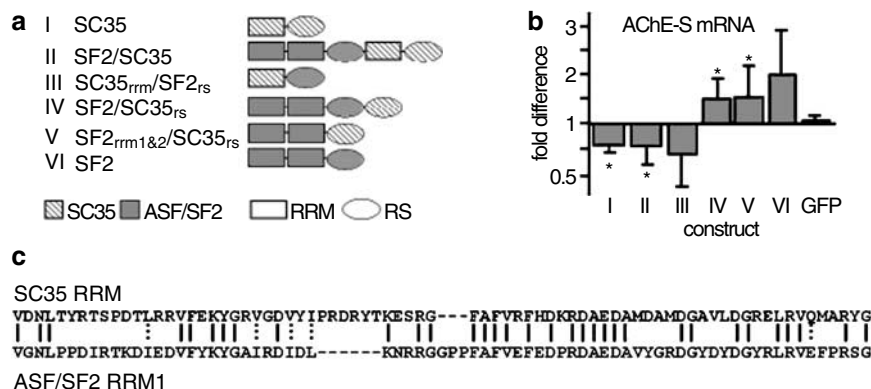 a
I SC35
II SF2/SC35
III SC35rrm/SF2rs
IV SF2/SC35rs
V SF2rrm1&2/SC35rs
VI SF2
SC35 ASF/SF2 RRM RS
b
AChE-S mRNA
fold difference
3
2
1
0.5
* * * *
I II III IV V VI GFP
construct
c
SC35 RRM
VDNLTYRTSPDTLRRVFEKYGRVGDVYIPRDRYTKESRG---FAFVRFHDKRDAEDAMDAMDGAVLDGRELRVQMARYG
VGNLPPDIRTKDIEDVFYKYGAIRDIDL------KNRRGGPPFAFVEFEDPRDAEDAVYGRDGYDYDGYRLRVEFPRSG
ASF/SF2 RRM1